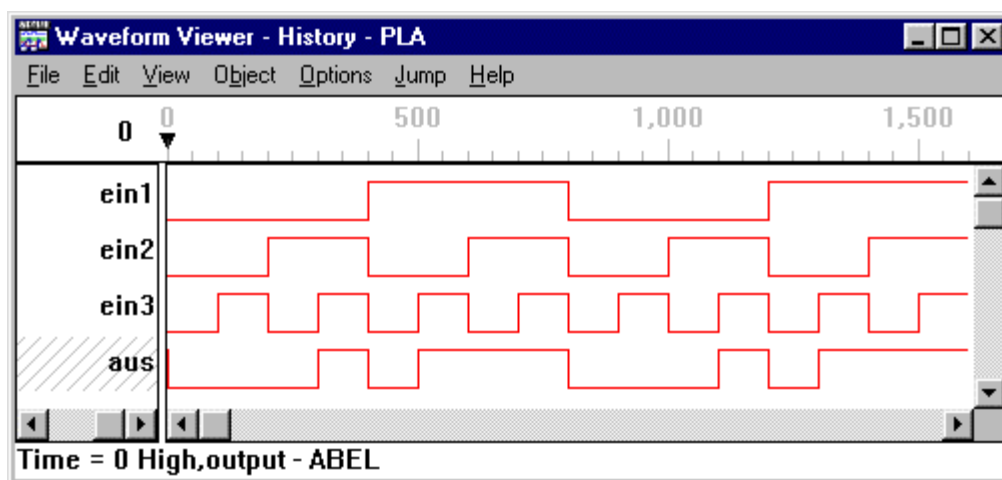 Waveform Viewer - History - PLA
File Edit View Object Options Jump Help
0 0 500 1,000 1,500
ein1
ein2
ein3
aus
Time = 0 High,output - ABEL